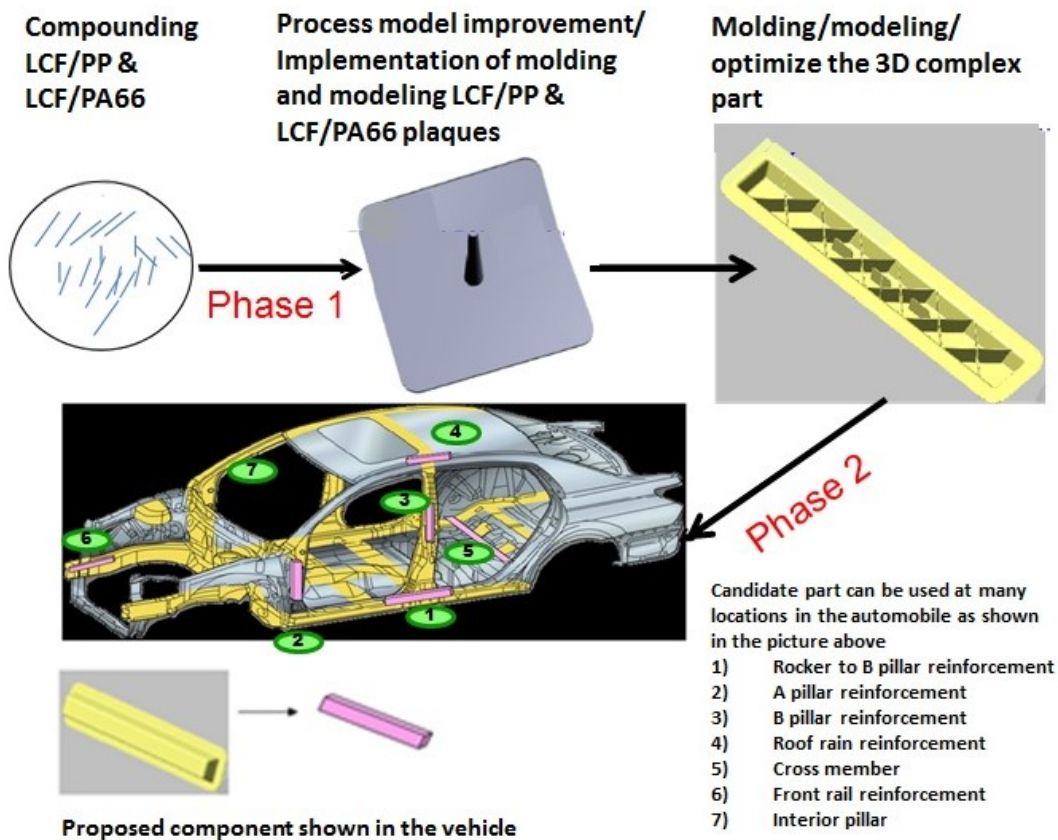 Compounding
LCF/PP &
LCF/PA66
Process model improvement/
Implementation of molding
and modeling LCF/PP &
LCF/PA66 plaques
Molding/modeling/
optimize the 3D complex
part
Phase 1
Phase 2
4
7
3
6
5
1
2
Candidate part can be used at many
locations in the automobile as shown
in the picture above
1) Rocker to B pillar reinforcement
2) A pillar reinforcement
3) B pillar reinforcement
4) Roof rain reinforcement
5) Cross member
6) Front rail reinforcement
7) Interior pillar
Proposed component shown in the vehicle